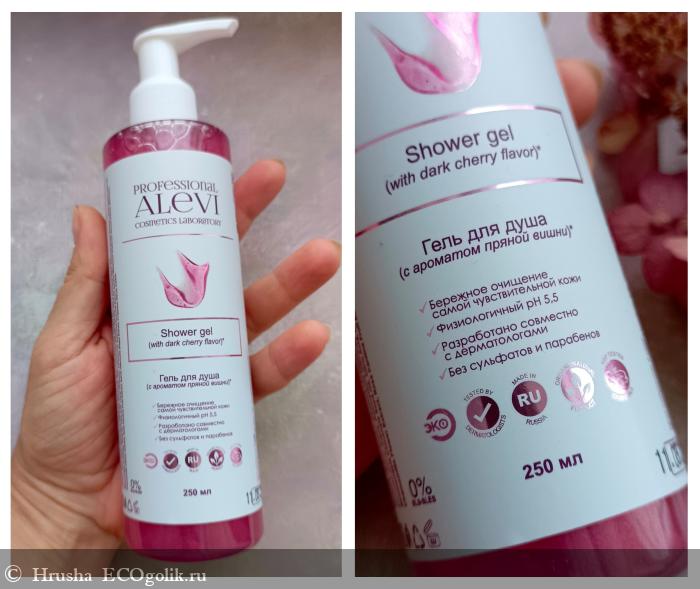 PROFESSIONAL
ALEVI
COSMETICS LABORATORY
Shower gel
(with dark cherry flavor)*
Гель для душа
(с ароматом пряной вишни)*
Бережное очищение
самой чувствительной кожи
Физиологичный pH 5,5
Разработано совместно
с дерматологами
Без сульфатов и парабенов
RU
0%
250 мл
Shower gel
(with dark cherry flavor)*
Гель для душа
(с ароматом пряной вишни)*
Бережное очищение
самой чувствительной кожи
Физиологичный pH 5,5
Разработано совместно
с дерматологами
Без сульфатов и парабенов
ЭКО
TESTED BY
DERMATOLOGISTS
MADE IN
RU
RUSSIA
0%
250 мл
© Hrusha ECOgolik.ru